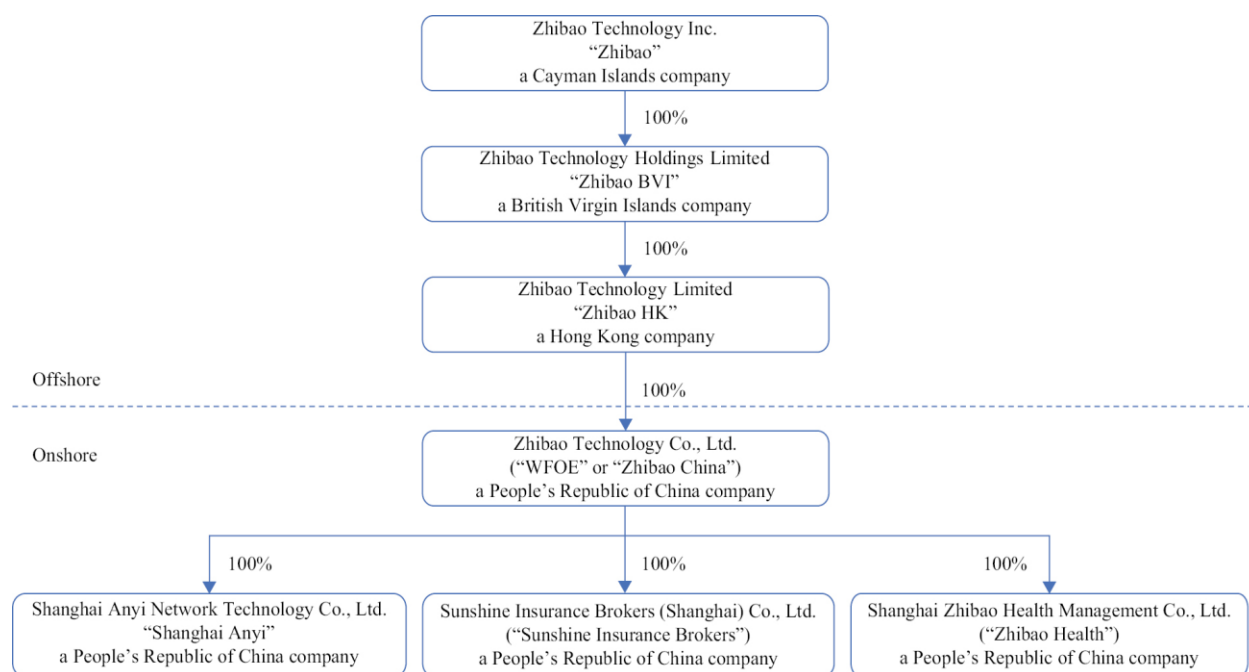 Zhibao Technology Inc.
“Zhibao”
a Cayman Islands company
100%
Zhibao Technology Holdings Limited
“Zhibao BVI”
a British Virgin Islands company
100%
Zhibao Technology Limited
“Zhibao HK”
a Hong Kong company
Offshore
100%
Onshore
Zhibao Technology Co., Ltd.
(“WFOE” or “Zhibao China”)
a People’s Republic of China company
100%
100%
100%
Shanghai Anyi Network Technology Co., Ltd.
“Shanghai Anyi”
a People’s Republic of China company
Sunshine Insurance Brokers (Shanghai) Co., Ltd.
(“Sunshine Insurance Brokers”)
a People’s Republic of China company
Shanghai Zhibao Health Management Co., Ltd.
(“Zhibao Health”)
a People’s Republic of China company